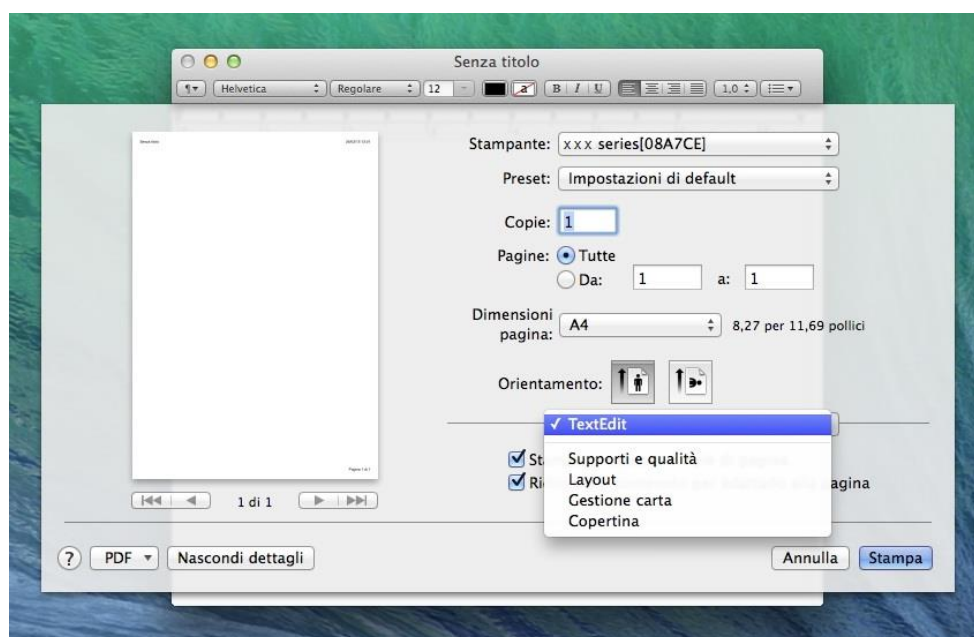 Senza titolo
Helvetica Regolare 12 a B I U 1,0
Stampante: xxx series[08A7CE]
Preset: Impostazioni di default
Copie: 1
Pagine: Tutte
Da: 1 a: 1
Dimensioni
pagina: A4 8,27 per 11,69 pollici
Orientamento:
✓ TextEdit
Supporti e qualità
Layout
Gestione carta
Copertina
agina
Pagina 1 di 1
1 di 1
? PDF Nascondi dettagli Annulla Stampa